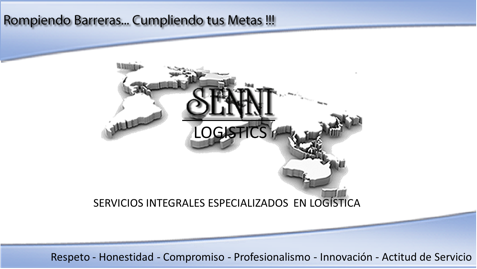 Rompiendo Barreras... Cumpliendo tus Metas !!!
SENNI
LOGISTICS
SERVICIOS INTEGRALES ESPECIALIZADOS EN LOGÍSTICA
Respeto - Honestidad - Compromiso - Profesionalismo - Innovación - Actitud de Servicio